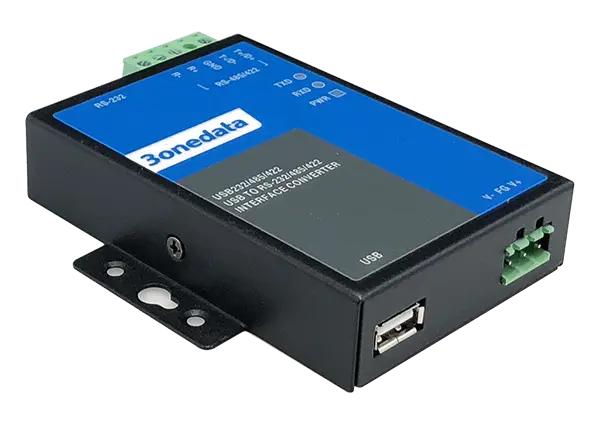 RS-232
RS-485/422
TXD
RXD
PWR
3onedata
USB232/485/422
USB TO RS-232/485/422
INTERFACE CONVERTER
V- FG V+
USB